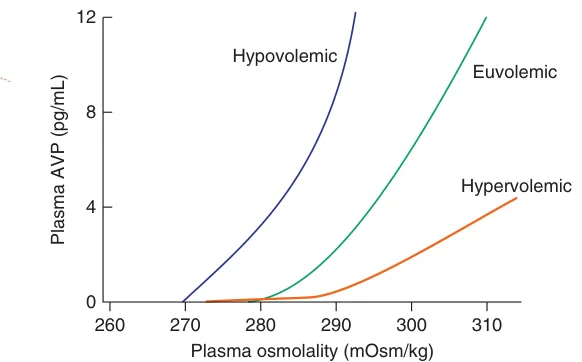 12
Hypovolemic
Euvolemic
8
Plasma AVP (pg/mL)
Hypervolemic
4
0
260 270 280 290 300 310
Plasma osmolality (mOsm/kg)